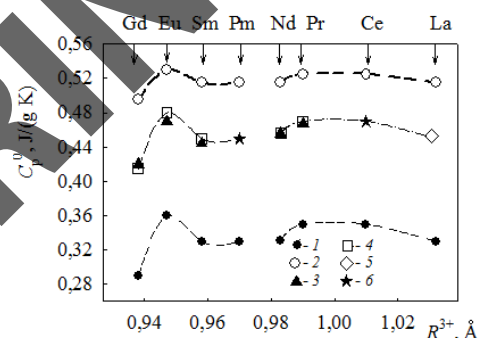 Gd Eu Sm Pm Nd Pr Ce La
0,56
0,52
0,48
0,44
0,40
0,36
0,32
0,28
C_p^0, J/(g K)
- 1 - 4
- 2 - 5
- 3 - 6
0,94 0,96 0,98 1,00 1,02 R^3+, Å